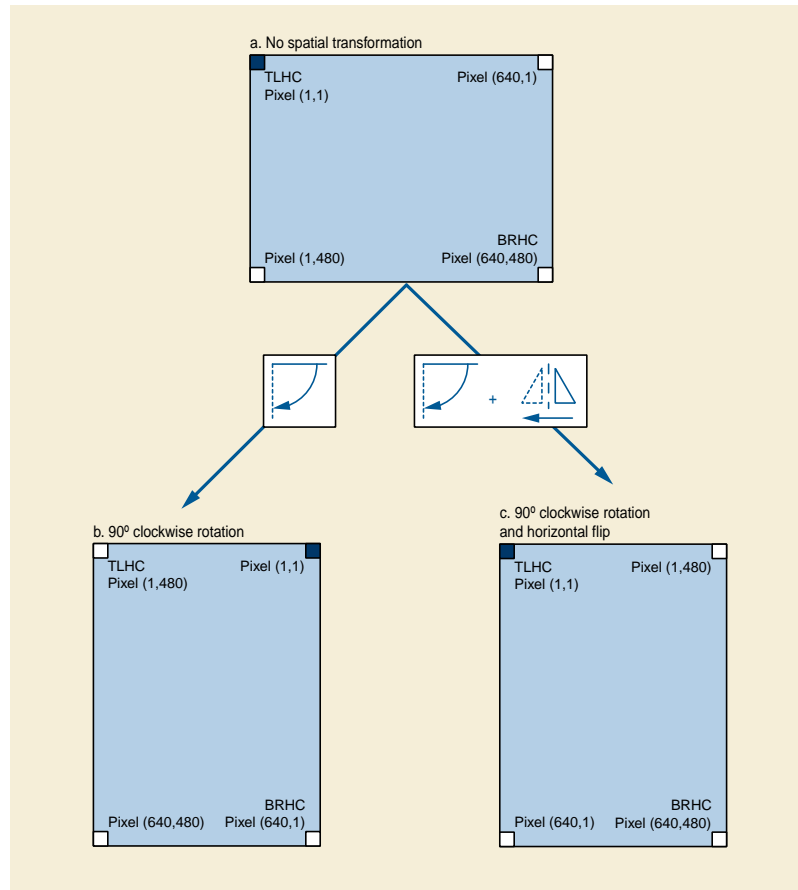 a. No spatial transformation
TLHC
Pixel (1,1)
Pixel (640,1)
BRHC
Pixel (1,480)
Pixel (640,480)
+
b. 90º clockwise rotation
TLHC
Pixel (1,480)
Pixel (1,1)
BRHC
Pixel (640,480)
Pixel (640,1)
c. 90º clockwise rotation
and horizontal flip
TLHC
Pixel (1,1)
Pixel (1,480)
BRHC
Pixel (640,1)
Pixel (640,480)